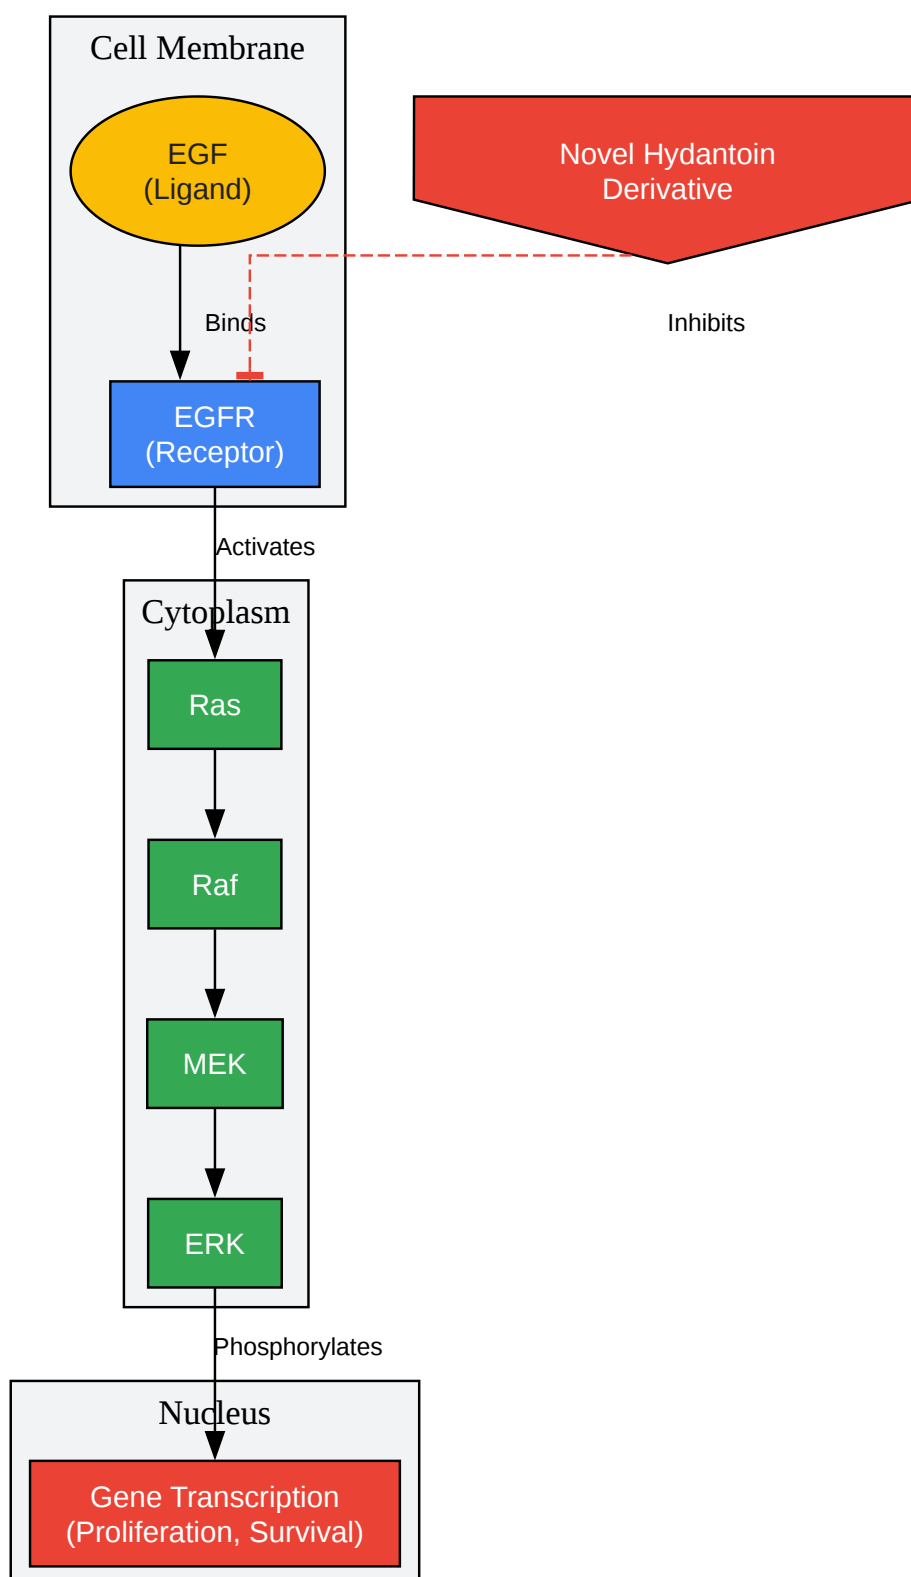 Cell Membrane
EGF
(Ligand)
Novel Hydantoin
Derivative
Binds
Inhibits
EGFR
(Receptor)
Activates
Cytoplasm
Ras
Raf
MEK
ERK
Phosphorylates
Nucleus
Gene Transcription
(Proliferation, Survival)